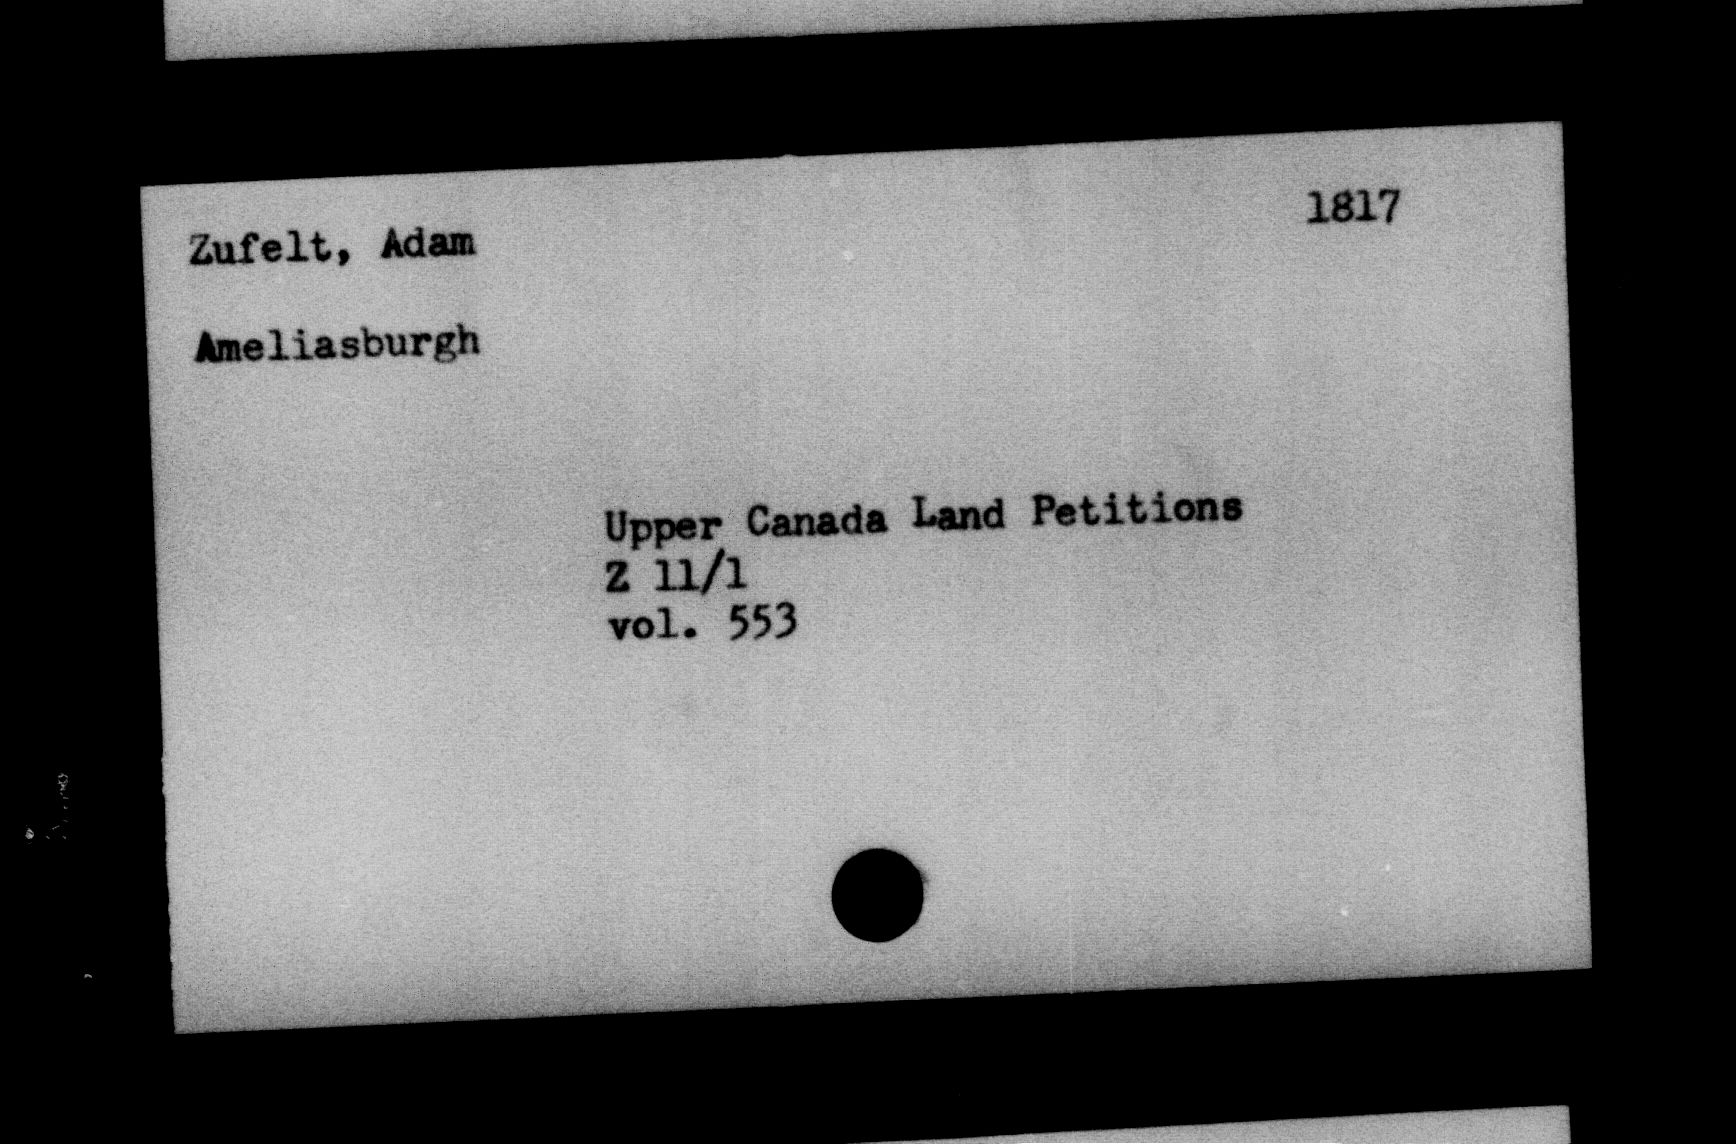 Zufelt, Adam
1817
Ameliasburgh
Upper Canada Land Petitions
Z 11/1
vol. 553